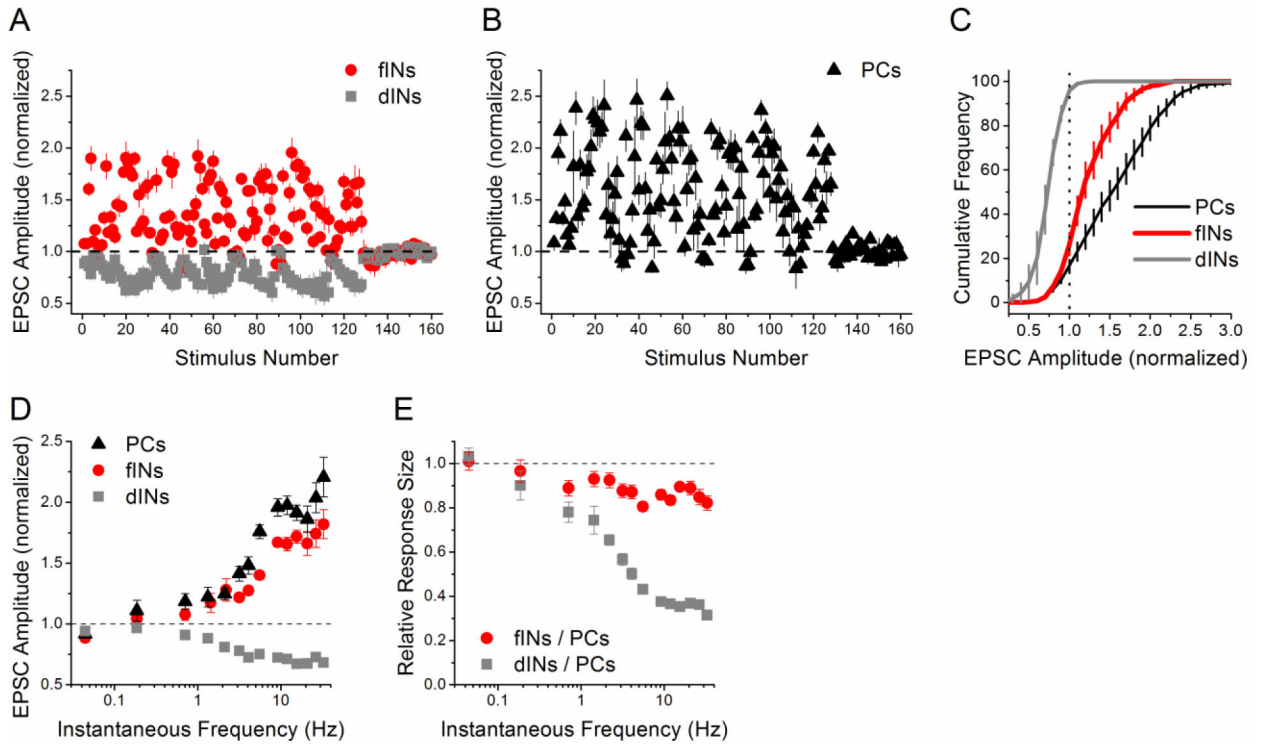 A
EPSC Amplitude (normalized)
2.5
2.0
1.5
1.0
0.5
fINs
dINs
0 20 40 60 80 100 120 140 160
Stimulus Number
B
EPSC Amplitude (normalized)
2.5
2.0
1.5
1.0
0.5
PCs
0 20 40 60 80 100 120 140 160
Stimulus Number
C
Cumulative Frequency
100
80
60
40
20
0
PCs
fINs
dINs
0.5 1.0 1.5 2.0 2.5 3.0
EPSC Amplitude (normalized)
D
EPSC Amplitude (normalized)
2.5
2.0
1.5
1.0
0.5
PCs
fINs
dINs
0.1 1 10
Instantaneous Frequency (Hz)
E
Relative Response Size
1.0
0.8
0.6
0.4
0.2
0.0
fINs / PCs
dINs / PCs
0.1 1 10
Instantaneous Frequency (Hz)